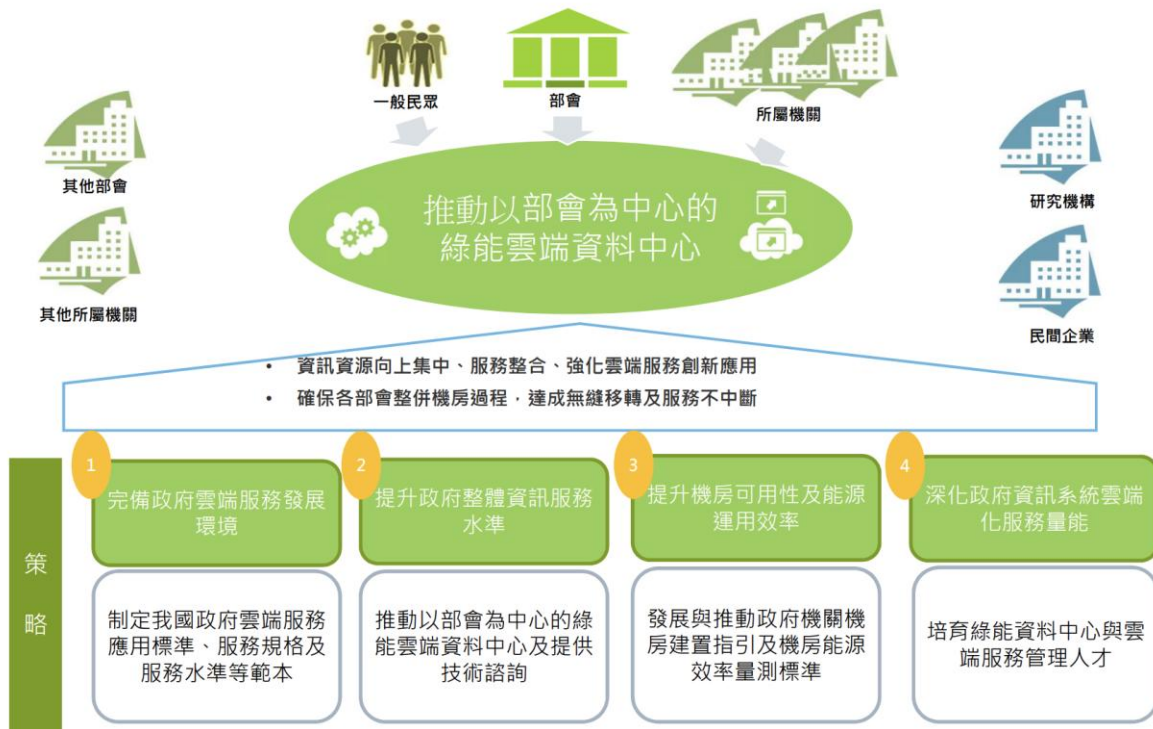 一般民眾
部會
所屬機關
其他部會
研究機構
其他所屬機關
民間企業
推動以部會為中心的
綠能雲端資料中心
• 資訊資源向上集中、服務整合、強化雲端服務創新應用
• 確保各部會整併機房過程，達成無縫移轉及服務不中斷
策略
1
完備政府雲端服務發展
環境
制定我國政府雲端服務
應用標準、服務規格及
服務水準等範本
2
提升政府整體資訊服務
水準
推動以部會為中心的綠
能雲端資料中心及提供
技術諮詢
3
提升機房可用性及能源
運用效率
發展與推動政府機關機
房建置指引及機房能源
效率量測標準
4
深化政府資訊系統雲端
化服務量能
培育綠能資料中心與雲
端服務管理人才